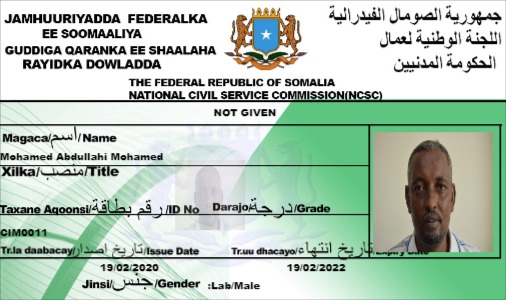 JAMHUURIYADDA FEDERALKA
EE SOOMAALIYA
GUDDIGA QARANKA EE SHAALAHA
RAYIDKA DOWLADDA
جمهورية الصومال الفيدرالية
اللجنة الوطنية لعمال
الحكومة المدنيين
THE FEDERAL REPUBLIC OF SOMALIA
NATIONAL CIVIL SERVICE COMMISSION(NCSC)
NOT GIVEN
Magaca/اسم/Name
Mohamed Abdullahi Mohamed
Xilka/منصب/Title
Taxane Aqoonsi/رقم بطاقة/ID No Darajo/درجة/Grade
CIM0011
Tr.la daabacay/تاريخ اصدار/Issue Date Tr.uu dhacayo/تاريخ انتهاء/Expiry Date
19/02/2020 19/02/2022
Jinsi/جنس/Gender :Lab/Male